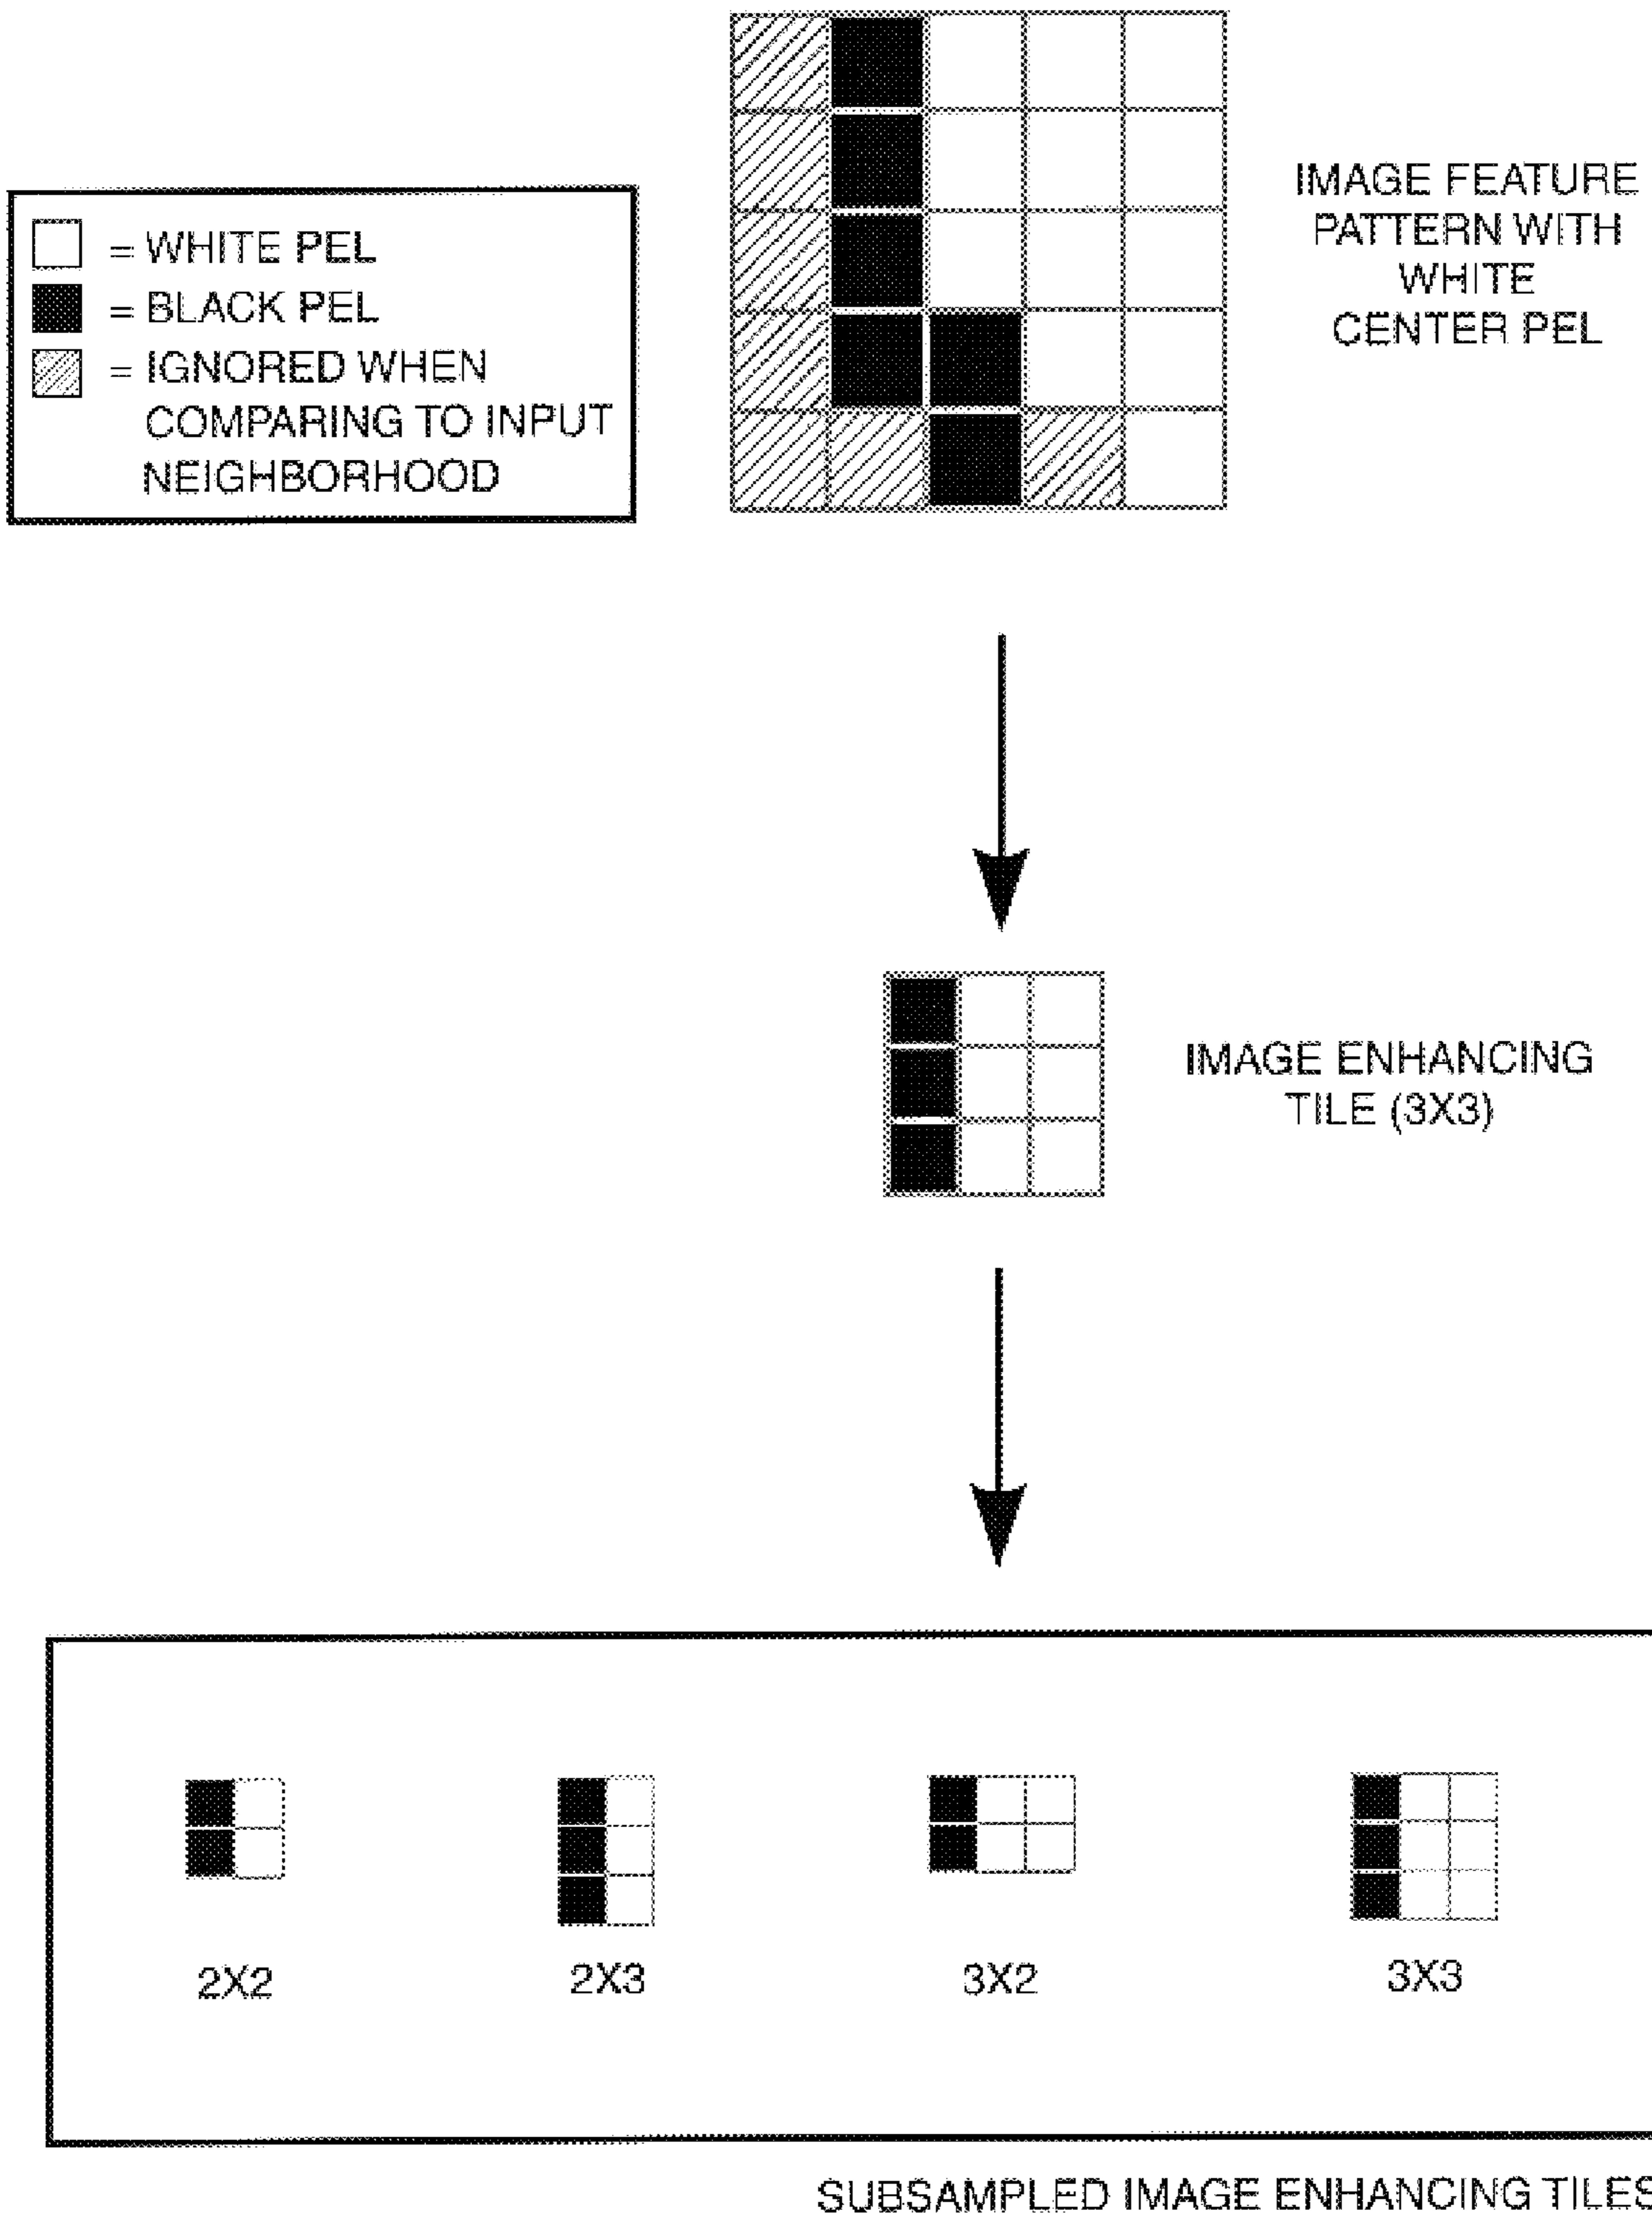 = WHITE PEL
= BLACK PEL
= IGNORED WHEN
COMPARING TO INPUT
NEIGHBORHOOD
IMAGE FEATURE
PATTERN WITH
WHITE
CENTER PEL
IMAGE ENHANCING
TILE (3X3)
2X2
2X3
3X2
3X3
SUBSAMPLED IMAGE ENHANCING TILES